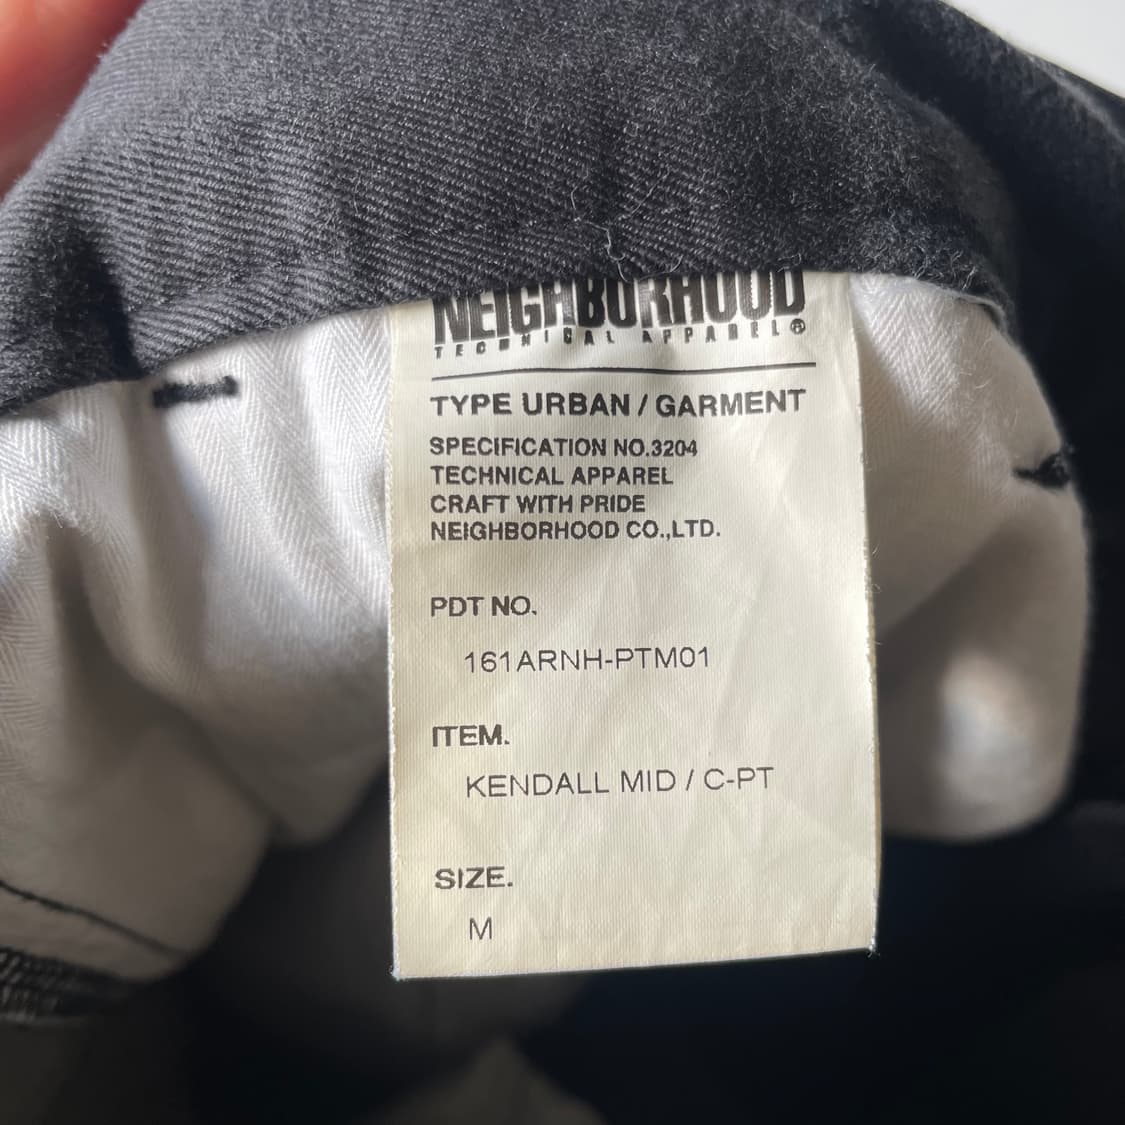 NEIGHBORHOOD
TECHNICAL APPAREL®
TYPE URBAN / GARMENT
SPECIFICATION NO.3204
TECHNICAL APPAREL
CRAFT WITH PRIDE
NEIGHBORHOOD CO.,LTD.
PDT NO.
161ARNH-PTM01
ITEM.
KENDALL MID / C-PT
SIZE.
M